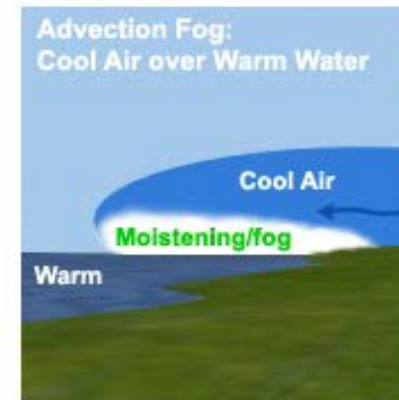 Advection Fog:
Cool Air over Warm Water
Cool Air
Moistening/fog
Warm